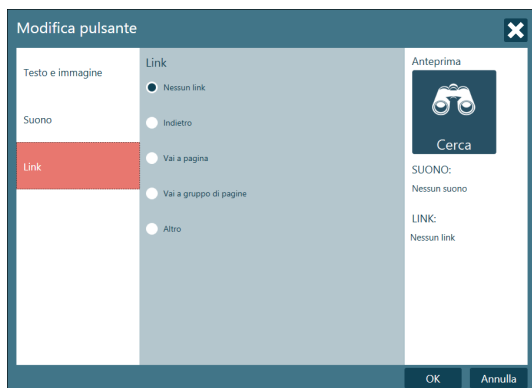 Modifica pulsante
Testo e immagine
Suono
Link
Link
Nessun link
Indietro
Vai a pagina
Vai a gruppo di pagine
Altro
Anteprima
Cerca
SUONO:
Nessun suono
LINK:
Nessun link
OK
Annulla